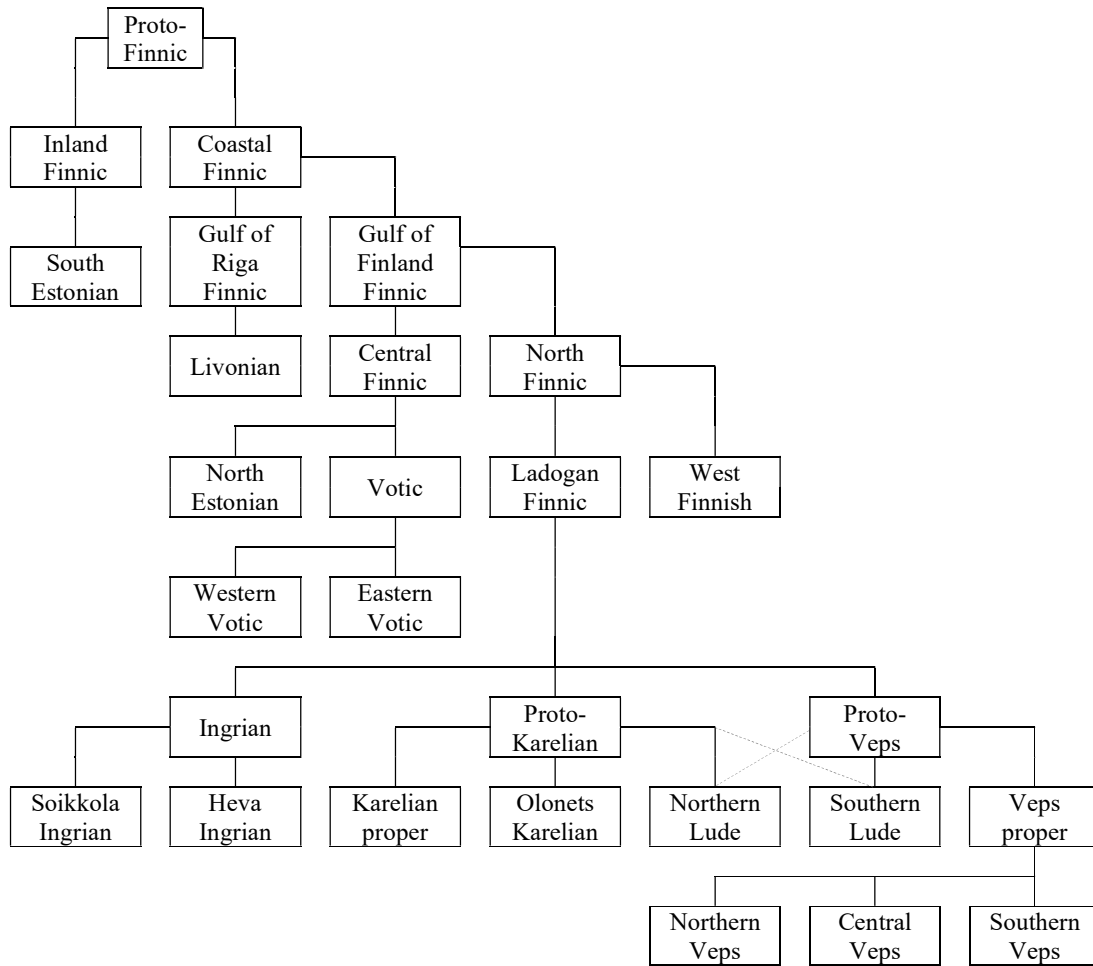 Proto-
Finnic
Inland
Finnic
Coastal
Finnic
South
Estonian
Gulf of
Riga
Finnic
Gulf of
Finland
Finnic
Livonian
Central
Finnic
North
Finnic
North
Estonian
Votic
Ladogan
Finnic
West
Finnish
Western
Votic
Eastern
Votic
Ingrian
Proto-
Karelian
Proto-
Veps
Soikkola
Ingrian
Heva
Ingrian
Karelian
proper
Olonets
Karelian
Northern
Lude
Southern
Lude
Veps
proper
Northern
Veps
Central
Veps
Southern
Veps